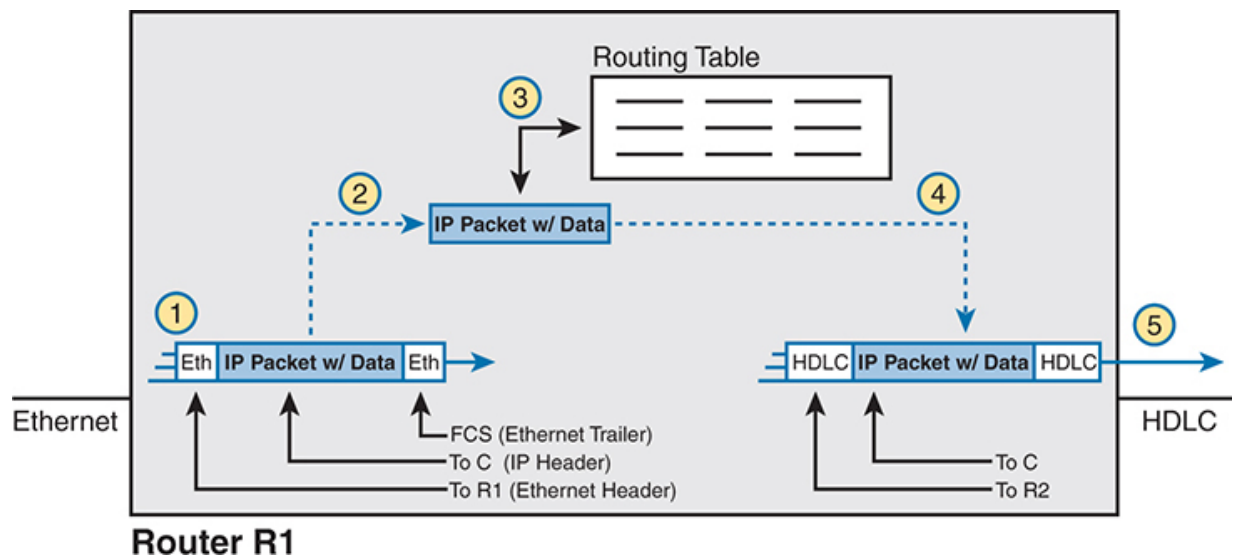 Routing Table
3
2
4
IP Packet w/ Data
1
5
Eth IP Packet w/ Data Eth
HDLC IP Packet w/ Data HDLC
Ethernet
HDLC
FCS (Ethernet Trailer)
To C (IP Header)
To C
To R1 (Ethernet Header)
To R2
Router R1